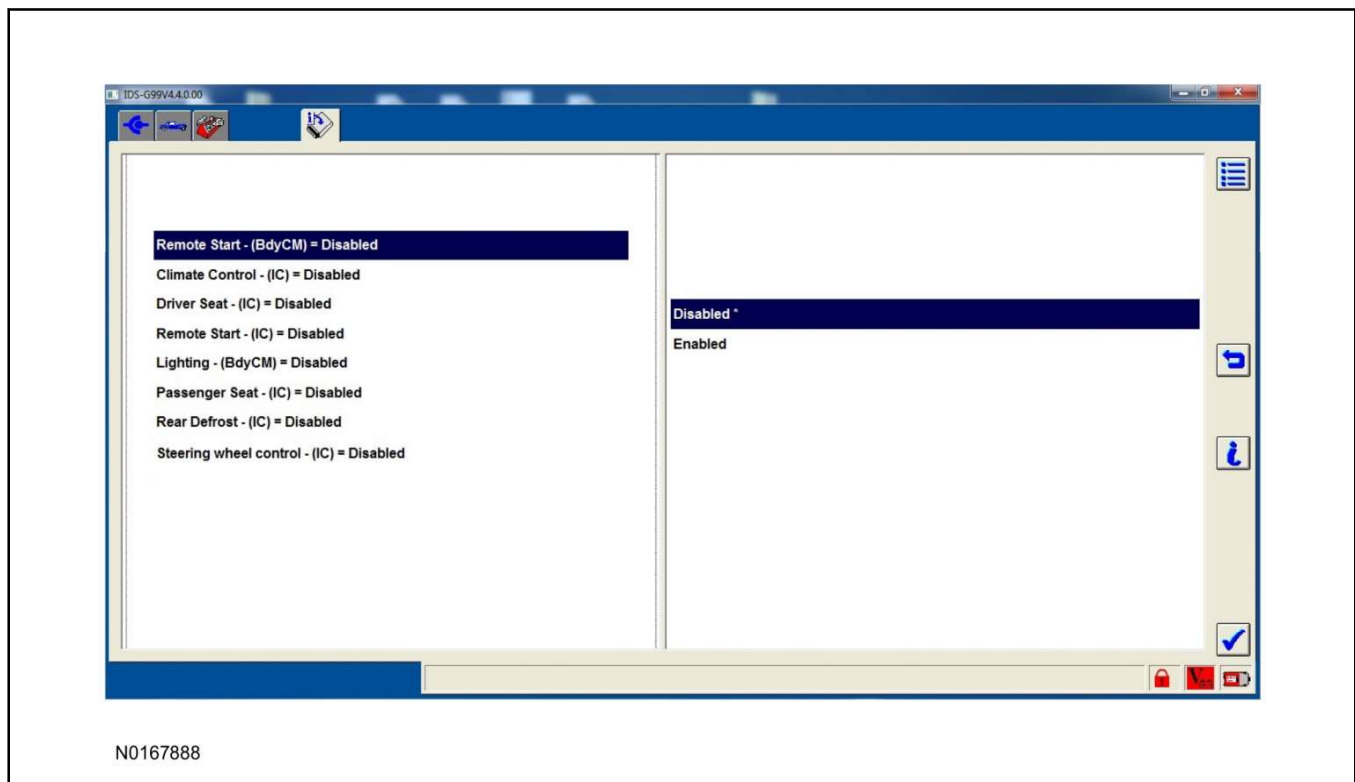 IDS-G99V4.4.0.00
Remote Start - (BdyCM) = Disabled
Climate Control - (IC) = Disabled
Driver Seat - (IC) = Disabled
Remote Start - (IC) = Disabled
Lighting - (BdyCM) = Disabled
Passenger Seat - (IC) = Disabled
Rear Defrost - (IC) = Disabled
Steering wheel control - (IC) = Disabled
Disabled *
Enabled
N0167888